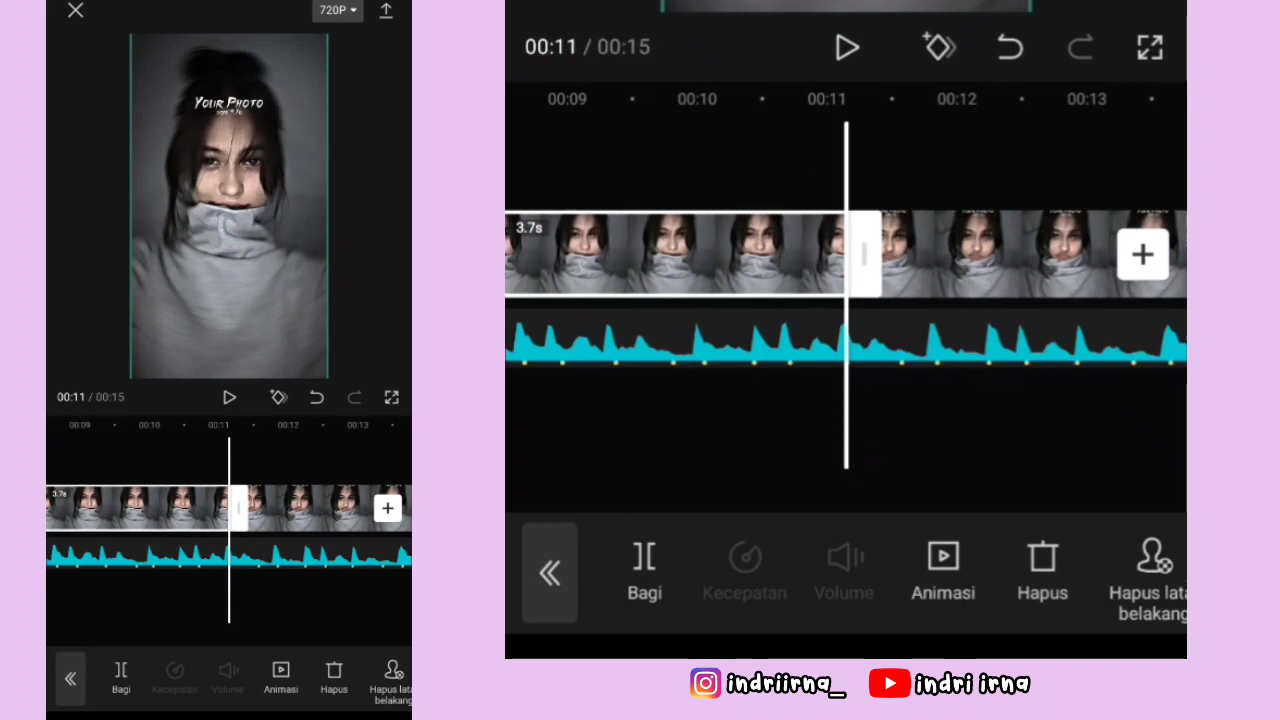 720P
YOUR PHOTO
00:11 / 00:15
00:09 00:10 00:11 00:12 00:13
3.7s
Bagi Kecepatan Volume Animasi Hapus Hapus lata
belakang
00:11 / 00:15
00:09 00:10 00:11 00:12 00:13
3.7s
Bagi Kecepatan Volume Animasi Hapus Hapus lata
belakang
indriirna_ indri irna